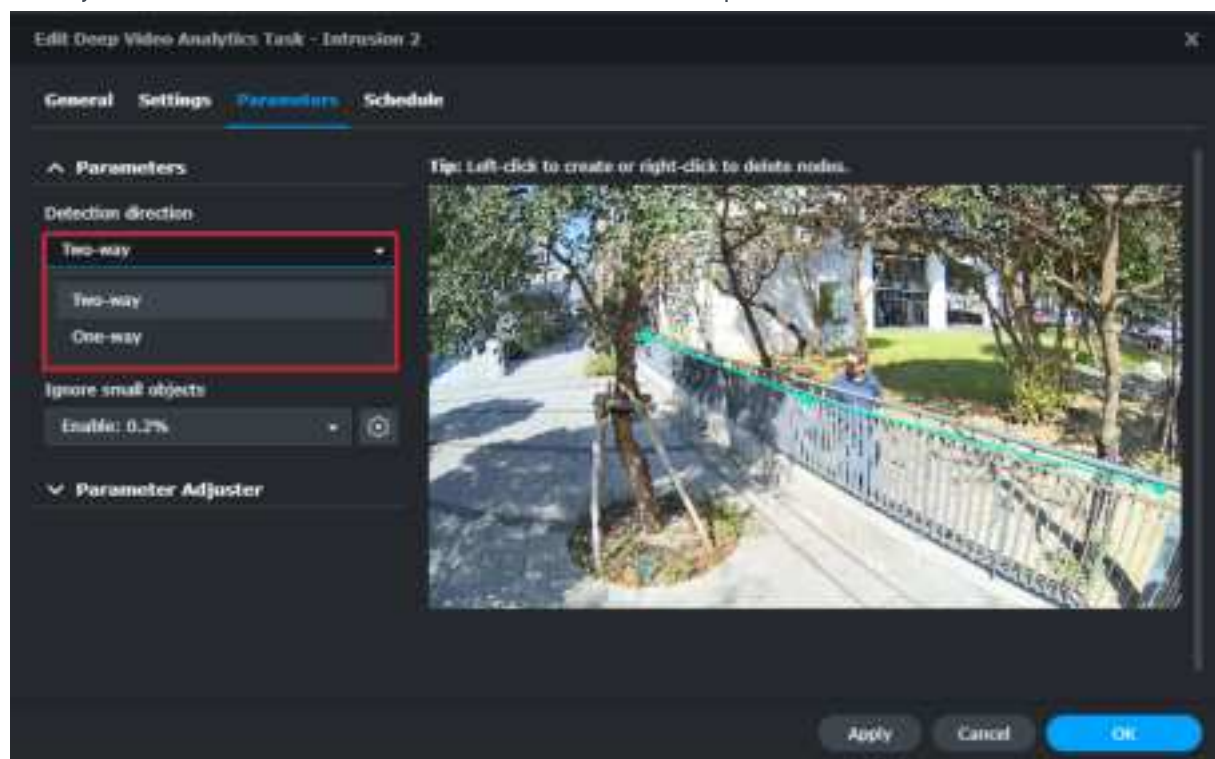 Edit Deep Video Analytics Task - Intrusion 2
General Settings Parameters Schedule
Parameters
Tip: Left-click to create or right-click to delete nodes.
Detection direction
Two-way
Two-way
One-way
Ignore small objects
Enable: 0.2%
Parameter Adjuster
Apply Cancel OK